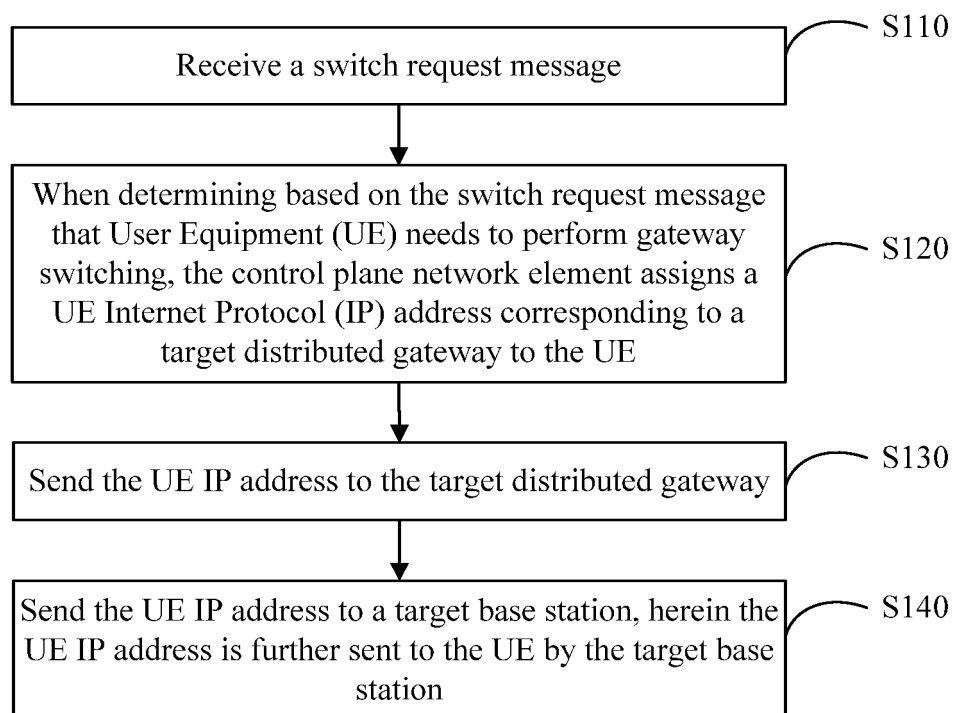 S110
Receive a switch request message
When determining based on the switch request message
that User Equipment (UE) needs to perform gateway
switching, the control plane network element assigns a
UE Internet Protocol (IP) address corresponding to a
target distributed gateway to the UE
S120
Send the UE IP address to the target distributed gateway
S130
Send the UE IP address to a target base station, herein the
UE IP address is further sent to the UE by the target base
station
S140